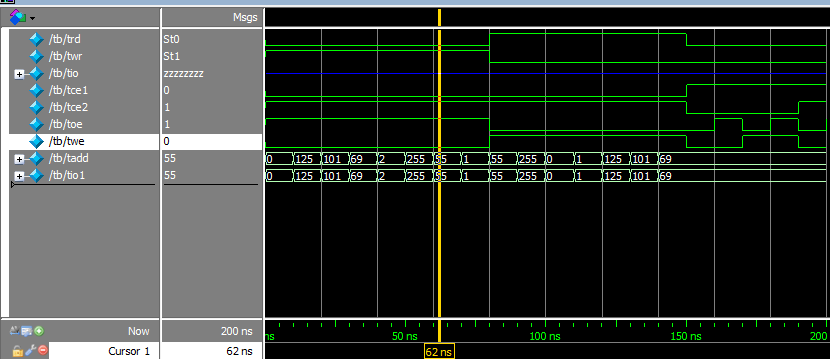 Msgs
/tb/trd St0
/tb/twr St1
/tb/tio zzzzzzzz
/tb/tce1 0
/tb/tce2 1
/tb/toe 1
/tb/twe 0
/tb/tadd 55 0 125 101 69 2 255 55 1 55 255 0 1 125 101 69
/tb/tio1 55 0 125 101 69 2 255 55 1 55 255 0 1 125 101 69
Now 200 ns ns 50 ns 100 ns 150 ns 200
Cursor 1 62 ns 62 ns